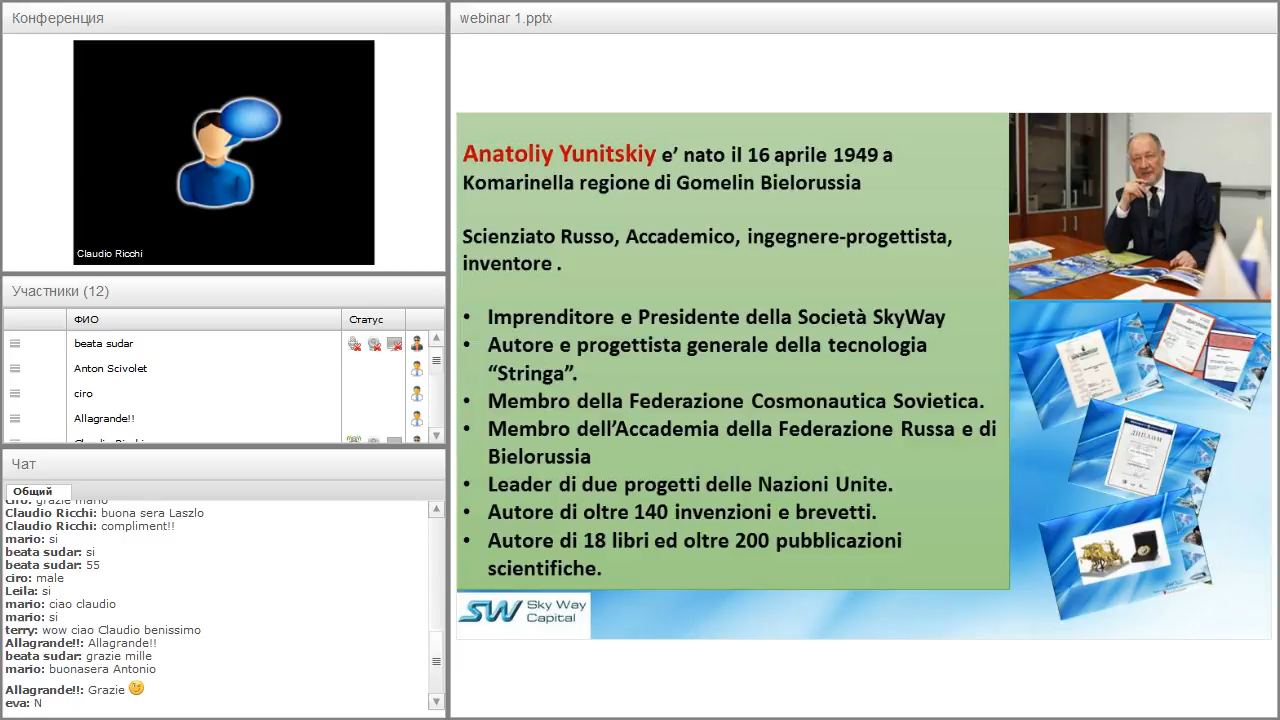 Конференция
Claudio Ricchi
Участники (12)
ФИО
Статус
beata sudar
Anton Scivolet
ciro
Allagrande!!
Чат
Общий
ciro: grazie mario
Claudio Ricchi: buona sera Laszlo
Claudio Ricchi: compliment!!
mario: si
beata sudar: si
beata sudar: 55
ciro: male
Leila: si
mario: ciao claudio
mario: si
terry: wow ciao Claudio benissimo
Allagrande!!: Allagrande!!
beata sudar: grazie mille
mario: buonasera Antonio
Allagrande!!: Grazie
eva: N
webinar 1.pptx
Anatoliy Yunitskiy e’ nato il 16 aprile 1949 a
Komarinella regione di Gomelin Bielorussia
Scienziato Russo, Accademico, ingegnere-progettista,
inventore .
• Imprenditore e Presidente della Società SkyWay
• Autore e progettista generale della tecnologia
“Stringa”.
• Membro della Federazione Cosmonautica Sovietica.
• Membro dell’Accademia della Federazione Russa e di
Bielorussia
• Leader di due progetti delle Nazioni Unite.
• Autore di oltre 140 invenzioni e brevetti.
• Autore di 18 libri ed oltre 200 pubblicazioni
scientifiche.
ДИПЛОМ
SW Sky Way
Capital